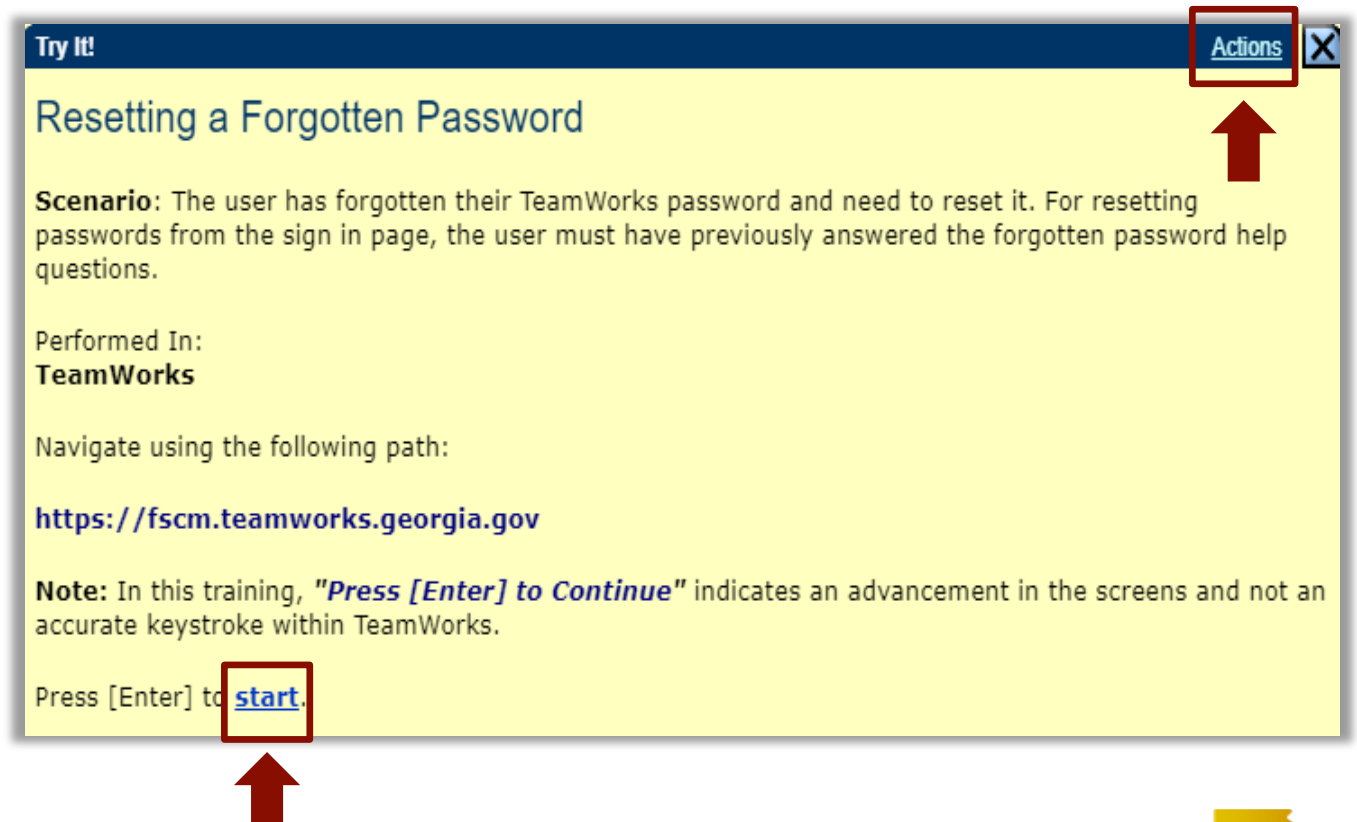 Try It! Actions X
Resetting a Forgotten Password
Scenario: The user has forgotten their TeamWorks password and need to reset it. For resetting
passwords from the sign in page, the user must have previously answered the forgotten password help
questions.
Performed In:
TeamWorks
Navigate using the following path:
https://fscm.teamworks.georgia.gov
Note: In this training, "Press [Enter] to Continue" indicates an advancement in the screens and not an
accurate keystroke within TeamWorks.
Press [Enter] to start.